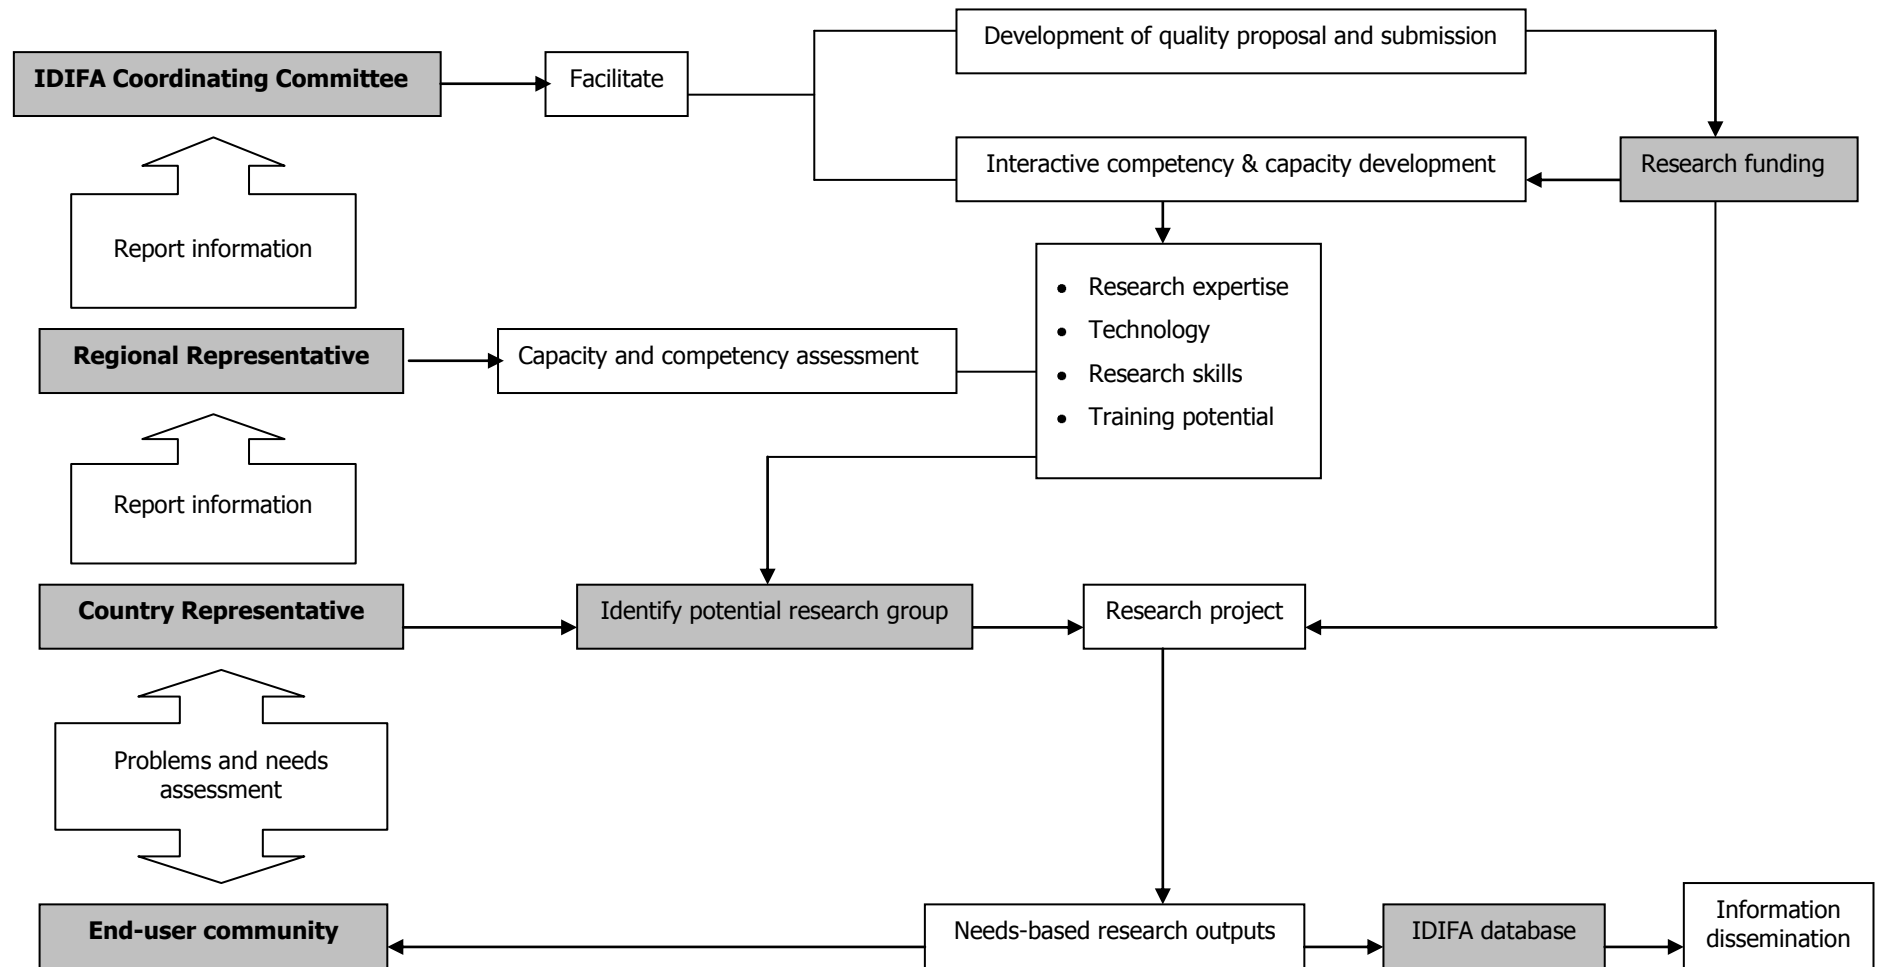 Development of quality proposal and submission
IDIFA Coordinating Committee
Facilitate
Interactive competency & capacity development
Research funding
Report information
• Research expertise
• Technology
• Research skills
• Training potential
Regional Representative
Capacity and competency assessment
Report information
Country Representative
Identify potential research group
Research project
Problems and needs
assessment
End-user community
Needs-based research outputs
IDIFA database
Information
dissemination